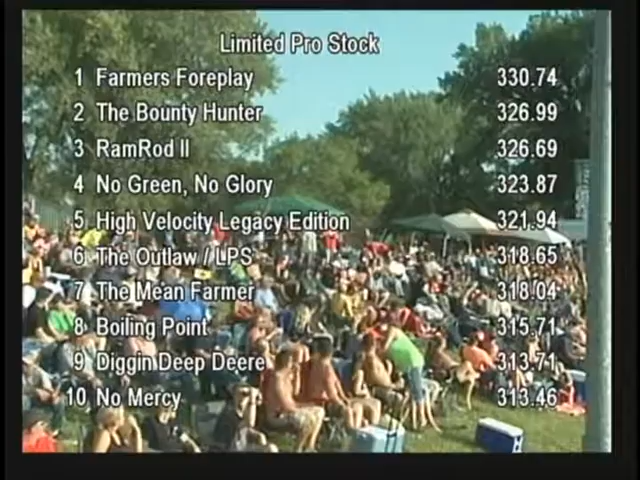 Limited Pro Stock
1 Farmers Foreplay 330.74
2 The Bounty Hunter 326.99
3 RamRod II 326.69
4 No Green, No Glory 323.87
5 High Velocity Legacy Edition 321.94
6 The Outlaw / LPS 318.65
7 The Mean Farmer 318.04
8 Boiling Point 315.71
9 Diggin Deep Deere 313.71
10 No Mercy 313.46